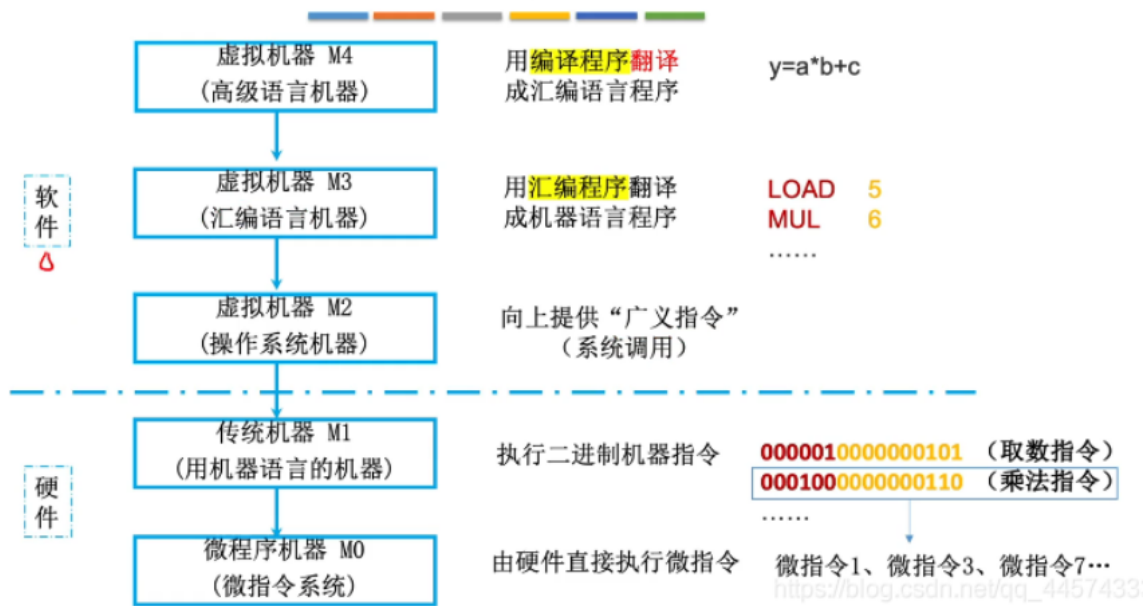 虚拟机器 M4
(高级语言机器)
用编译程序翻译
成汇编语言程序
y=a*b+c
软件
虚拟机器 M3
(汇编语言机器)
用汇编程序翻译
成机器语言程序
LOAD 5
MUL 6
……
虚拟机器 M2
(操作系统机器)
向上提供“广义指令”
（系统调用）
硬件
传统机器 M1
(用机器语言的机器)
执行二进制机器指令
0000010000000101 （取数指令）
0001000000000110 （乘法指令）
……
微程序机器 M0
(微指令系统)
由硬件直接执行微指令
微指令1、微指令3、微指令7…
https://blog.csdn.net/qq_4457433